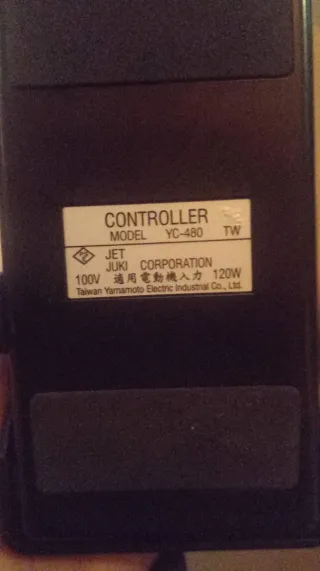 CONTROLLER
MODEL YC-480 TW
JET
JUKI CORPORATION
100V 適用電動機入力 120W
Taiwan Yamamoto Electric Industrial Co., Ltd.